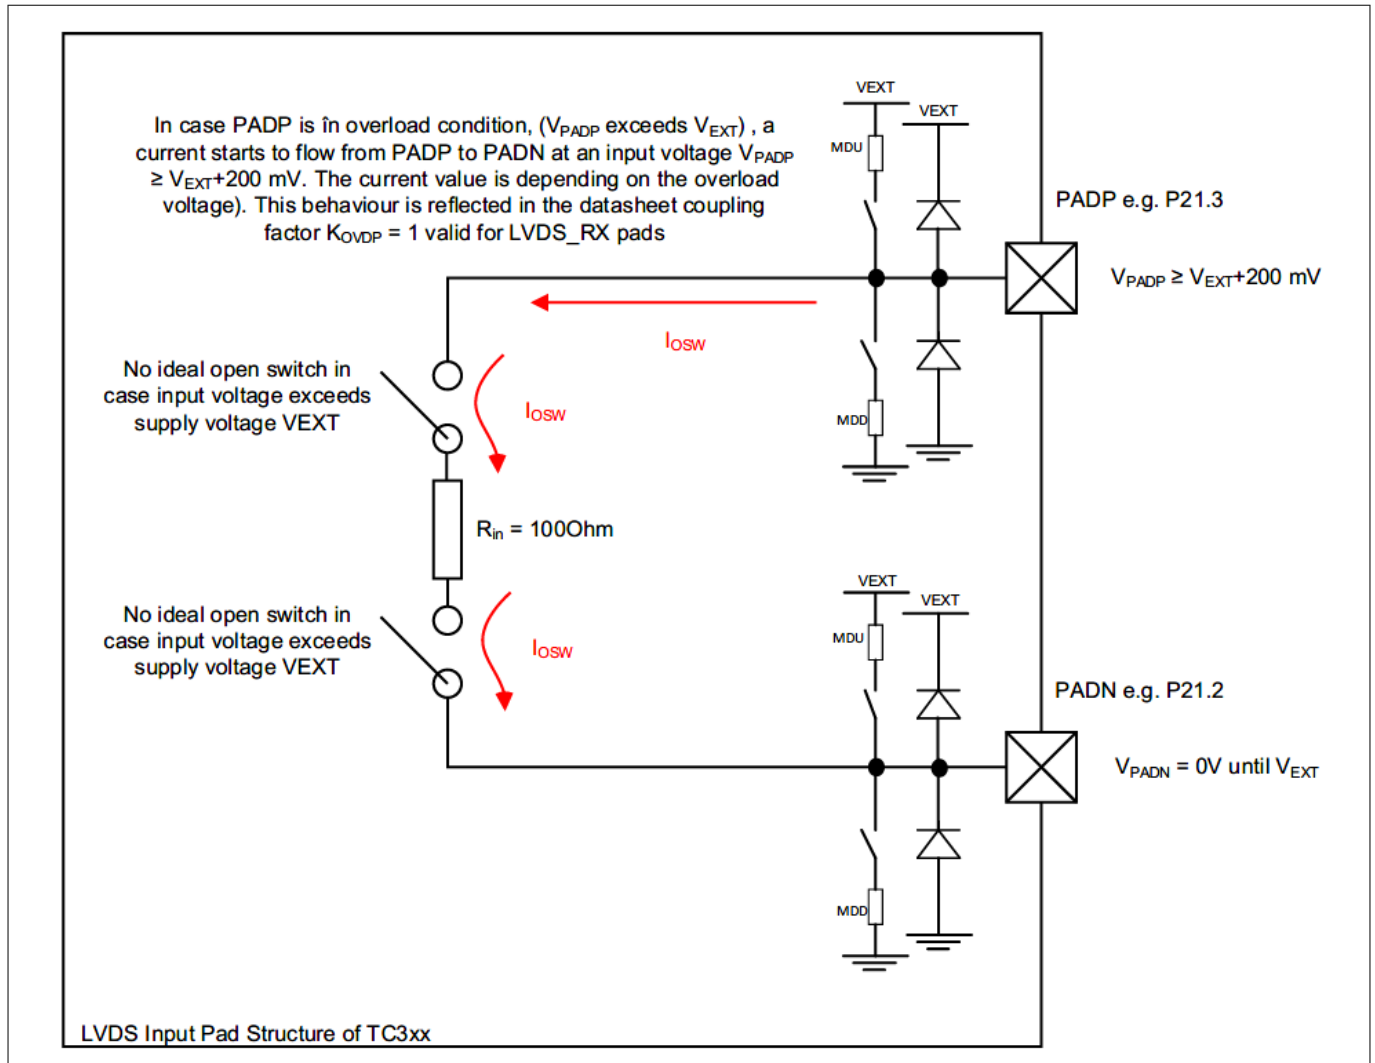 In case PADP is în overload condition, (VPADP exceeds VEXT) , a
current starts to flow from PADP to PADN at an input voltage VPADP
≥ VEXT+200 mV. The current value is depending on the overload
voltage). This behaviour is reflected in the datasheet coupling
factor KOVDP = 1 valid for LVDS_RX pads
VEXT
VEXT
MDU
PADP e.g. P21.3
VPADP ≥ VEXT+200 mV
IOSW
No ideal open switch in
case input voltage exceeds
supply voltage VEXT
IOSW
MDD
Rin = 100Ohm
VEXT
VEXT
No ideal open switch in
case input voltage exceeds
supply voltage VEXT
IOSW
MDU
PADN e.g. P21.2
VPADN = 0V until VEXT
MDD
LVDS Input Pad Structure of TC3xx